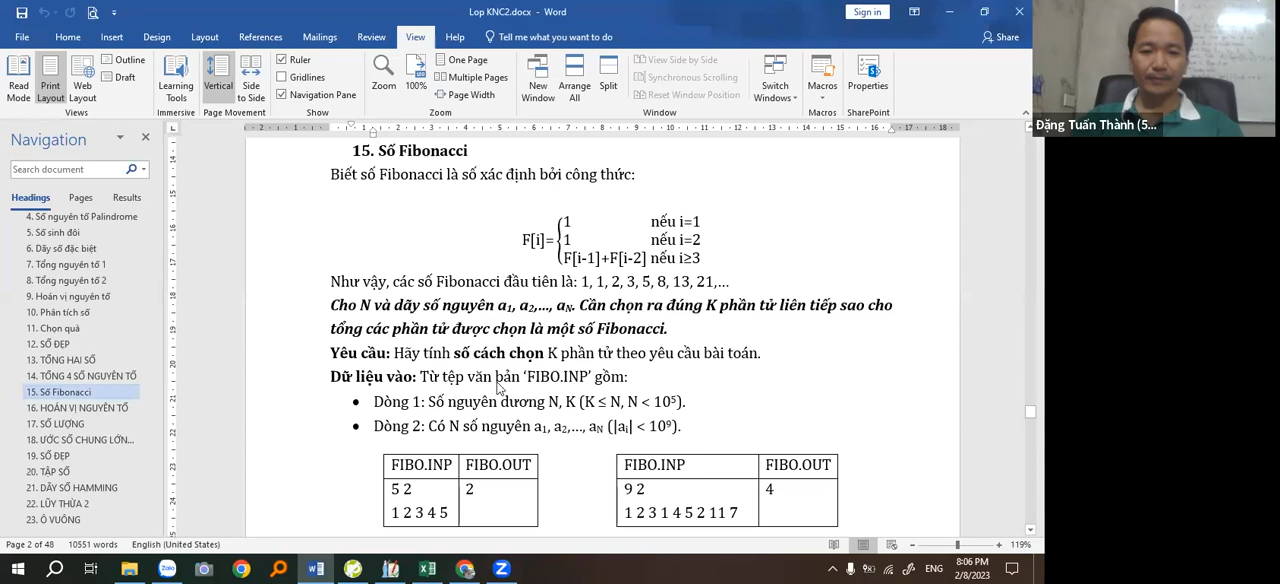 Lop KNC2.docx - Word
Sign in
File Home Insert Design Layout References Mailings Review View Help Tell me what you want to do Share
Read Mode
Print Layout
Web Layout
Outline
Draft
Views
Learning Tools
Immersive
Vertical
Side to Side
Page Movement
Ruler
Gridlines
Navigation Pane
Show
Zoom
100%
One Page
Multiple Pages
Page Width
Zoom
New Window
Arrange All
Split
View Side by Side
Synchronous Scrolling
Reset Window Position
Window
Switch Windows
Macros
Macros
Properties
SharePoint
Đặng Tuấn Thành (5...
Navigation
Search document
Headings Pages Results
4. Số nguyên tố Palindrome
5. Số sinh đôi
6. Dãy số đặc biệt
7. Tổng nguyên tố 1
8. Tổng nguyên tố 2
9. Hoán vị nguyên tố
10. Phân tích số
11. Chọn quà
12. SỐ ĐẸP
13. TỔNG HAI SỐ
14. TỔNG 4 SỐ NGUYÊN TỐ
15. Số Fibonacci
16. HOÁN VỊ NGUYÊN TỐ
17. SỐ LƯỢNG
18. ƯỚC SỐ CHUNG LỚN...
19. SỐ ĐẸP
20. TẬP SỐ
21. DÃY SỐ HAMMING
22. LŨY THỪA 2
23. Ô VUÔNG
15. Số Fibonacci
Biết số Fibonacci là số xác định bởi công thức:
1 nếu i=1
F[i]= 1 nếu i=2
F[i-1]+F[i-2] nếu i≥3
Như vậy, các số Fibonacci đầu tiên là: 1, 1, 2, 3, 5, 8, 13, 21,...
Cho N và dãy số nguyên a₁, a₂,..., a_N. Cần chọn ra đúng K phần tử liên tiếp sao cho
tổng các phần tử được chọn là một số Fibonacci.
Yêu cầu: Hãy tính số cách chọn K phần tử theo yêu cầu bài toán.
Dữ liệu vào: Từ tệp văn bản ‘FIBO.INP’ gồm:
• Dòng 1: Số nguyên dương N, K (K ≤ N, N < 10⁵).
• Dòng 2: Có N số nguyên a₁, a₂,..., a_N (|aᵢ| < 10⁹).
FIBO.INP FIBO.OUT
5 2 2
1 2 3 4 5
FIBO.INP FIBO.OUT
9 2 4
1 2 3 1 4 5 2 11 7
Page 2 of 48 10551 words English (United States) 119%
ENG
8:06 PM
2/8/2023